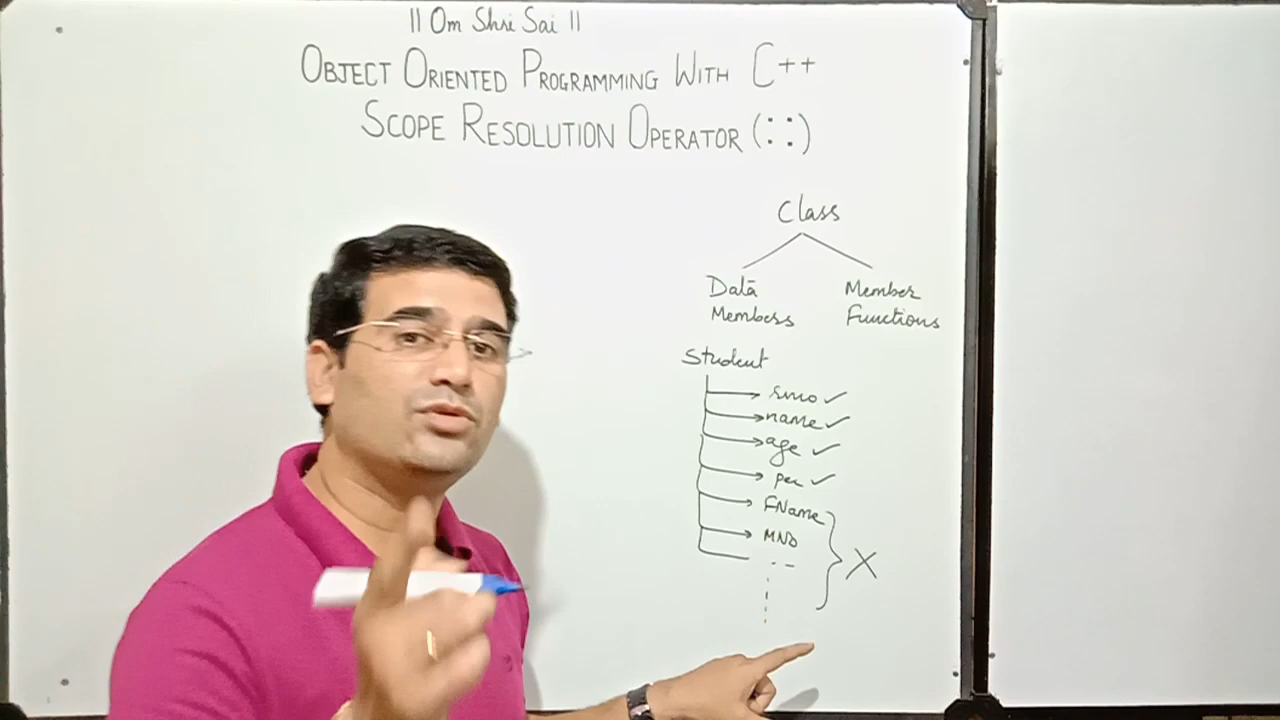 || Om Shri Sai ||
OBJECT ORIENTED PROGRAMMING WITH C++
SCOPE RESOLUTION OPERATOR (::)
Class
Data
Members
Member
Functions
Student
name
age
per
FName
MNo
X